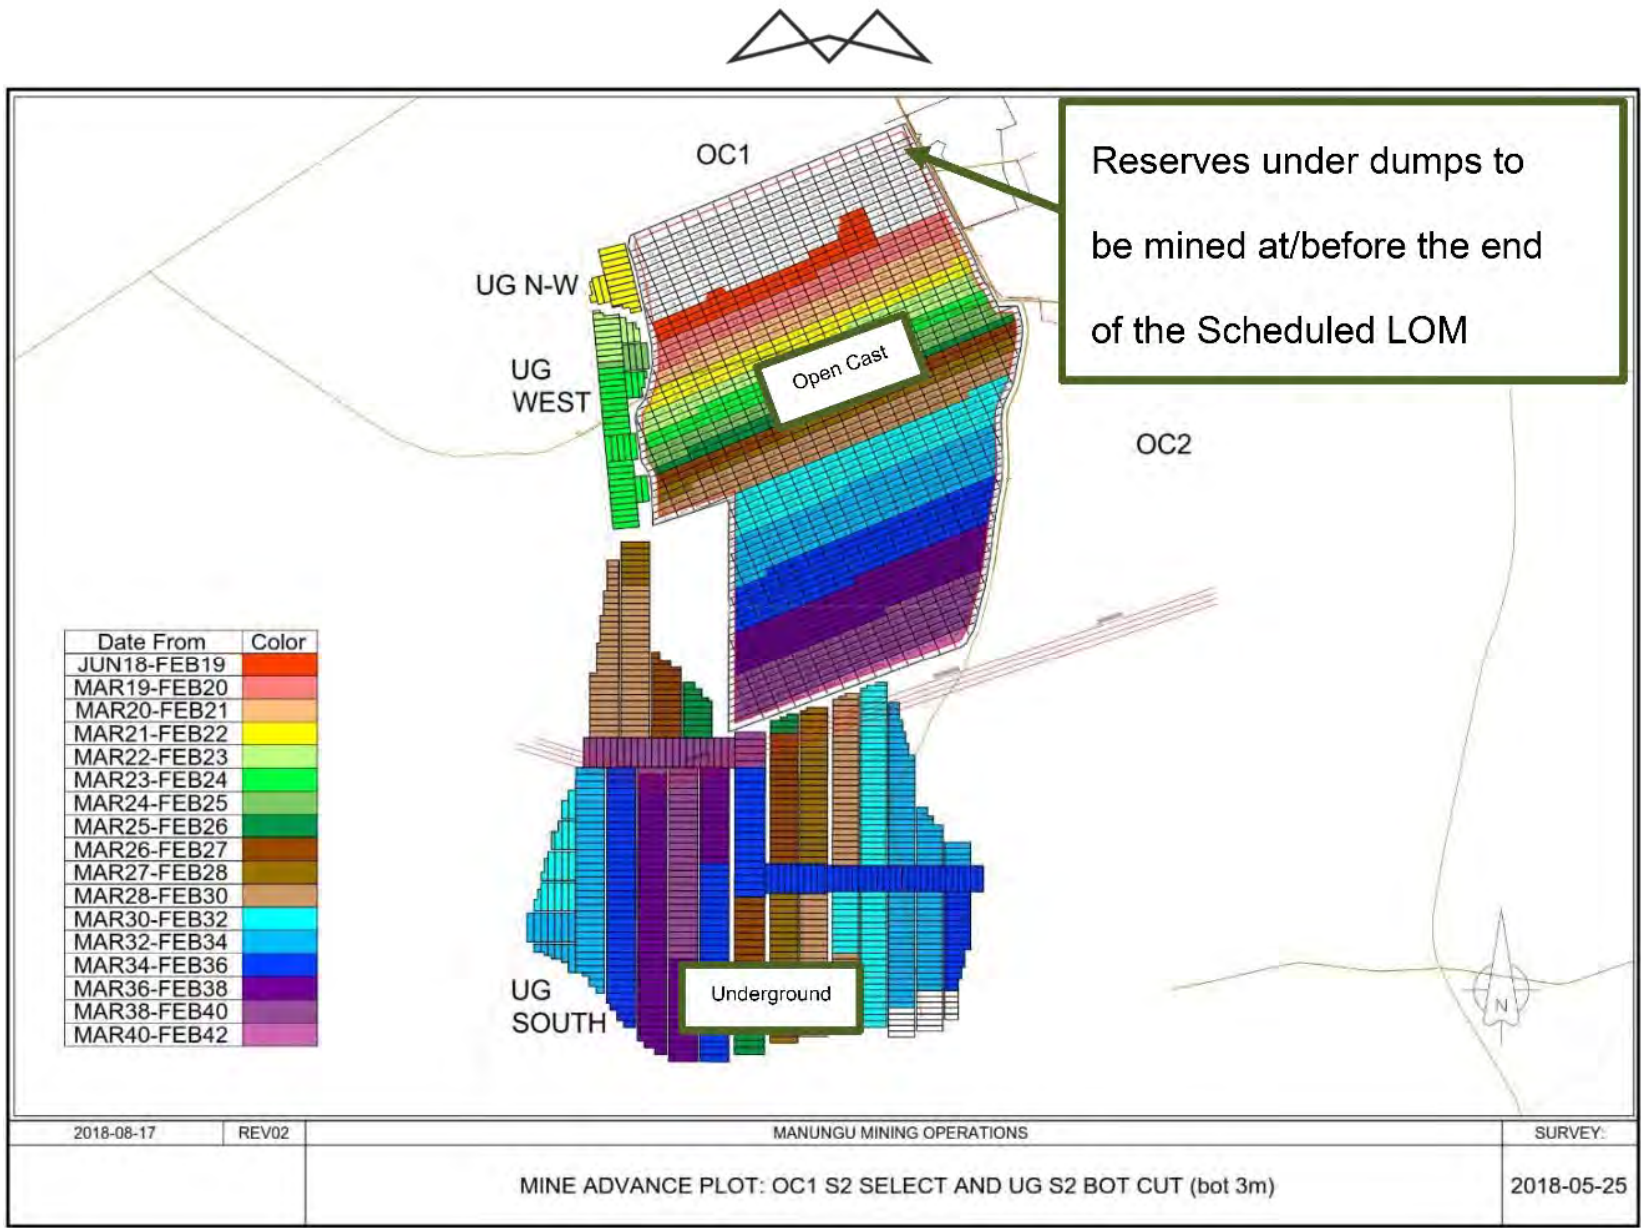 OC1
Reserves under dumps to
be mined at/before the end
of the Scheduled LOM
UG N-W
UG
WEST
Open Cast
OC2
Date From Color
JUN18-FEB19
MAR19-FEB20
MAR20-FEB21
MAR21-FEB22
MAR22-FEB23
MAR23-FEB24
MAR24-FEB25
MAR25-FEB26
MAR26-FEB27
MAR27-FEB28
MAR28-FEB30
MAR30-FEB32
MAR32-FEB34
MAR34-FEB36
MAR36-FEB38
MAR38-FEB40
MAR40-FEB42
UG
SOUTH
Underground
N
2018-08-17 REV02 MANUNGU MINING OPERATIONS SURVEY:
MINE ADVANCE PLOT: OC1 S2 SELECT AND UG S2 BOT CUT (bot 3m) 2018-05-25